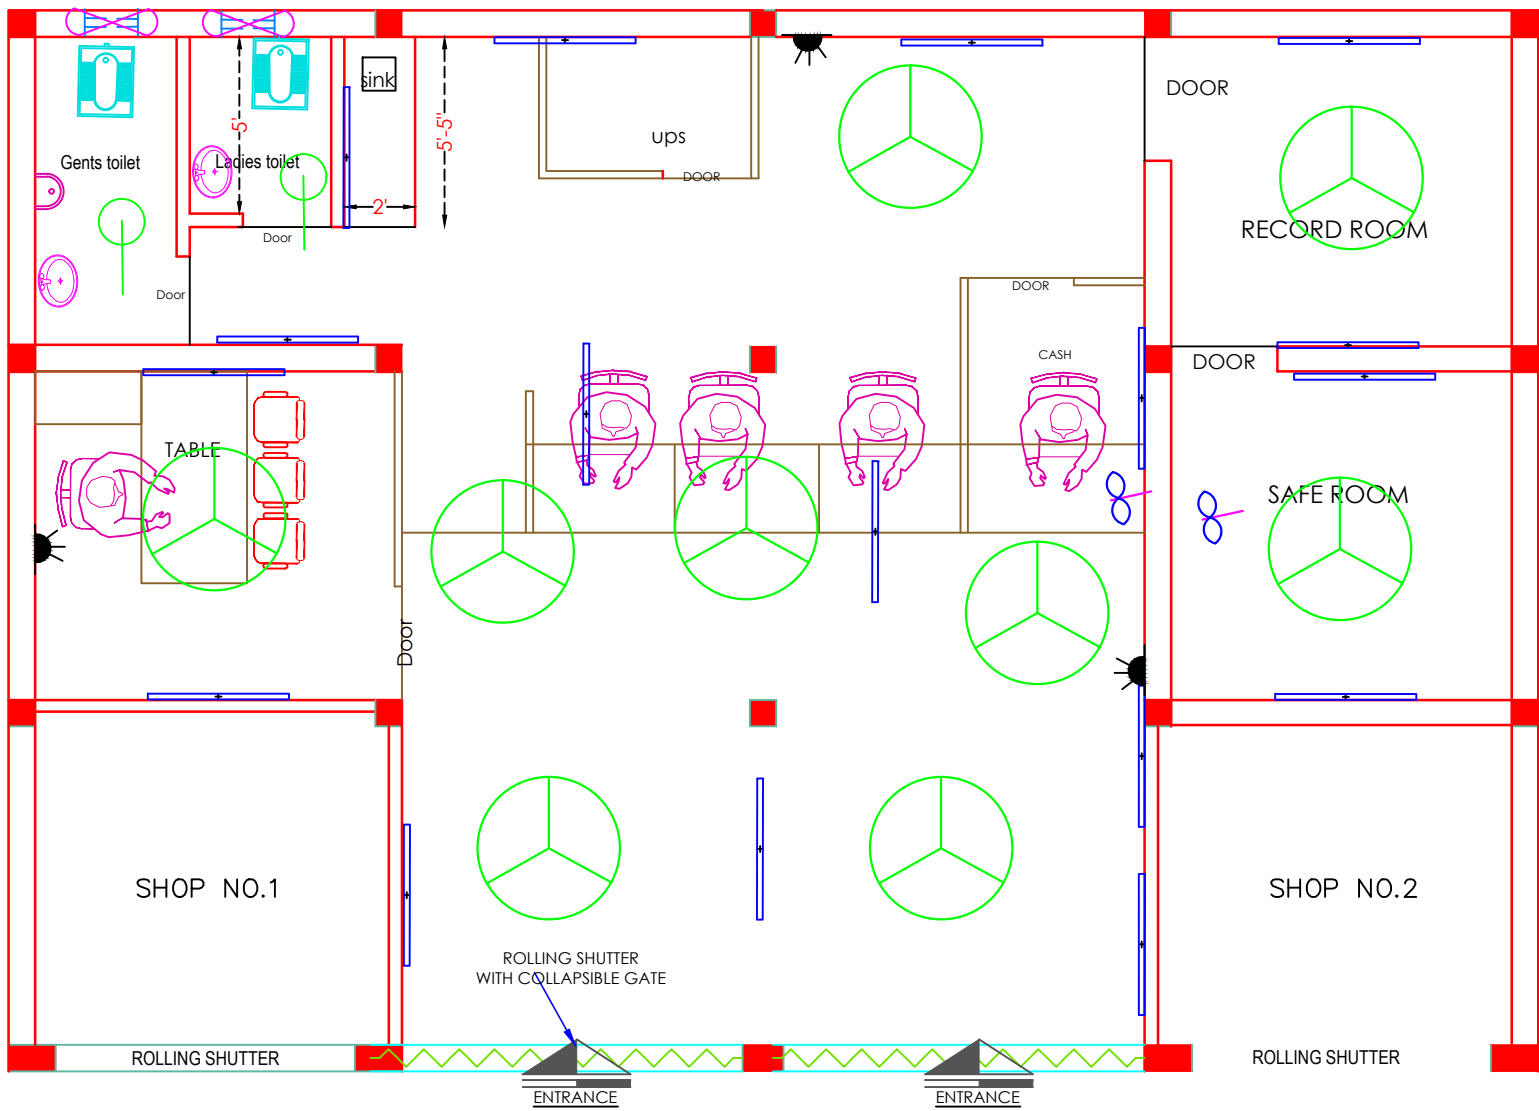 sink
DOOR
5'
5'-5"
ups
Gents toilet
Ladies toilet
DOOR
2'
RECORD ROOM
Door
Door
DOOR
CASH
DOOR
TABLE
SAFE ROOM
Door
SHOP NO.1
SHOP NO.2
ROLLING SHUTTER
WITH COLLAPSIBLE GATE
ROLLING SHUTTER
ROLLING SHUTTER
ENTRANCE
ENTRANCE